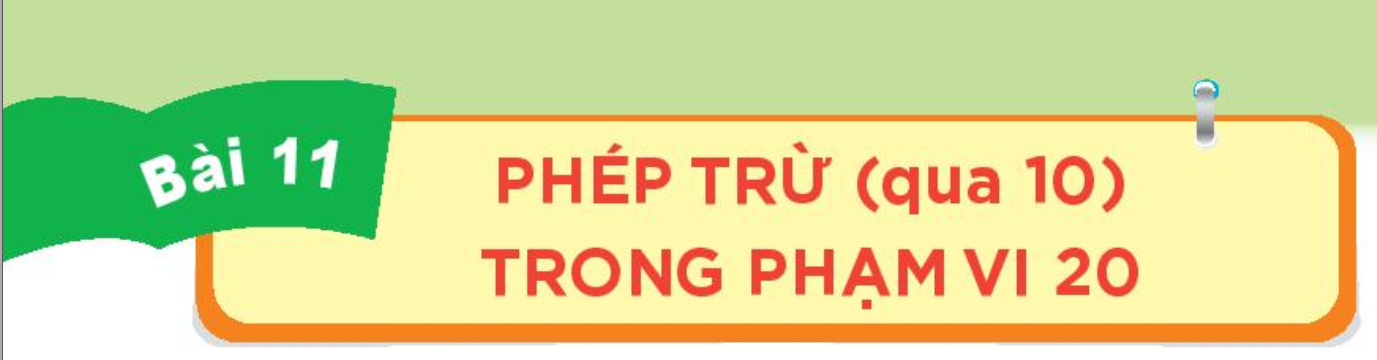 Bài 11
PHÉP TRỪ (qua 10)
TRONG PHẠM VI 20